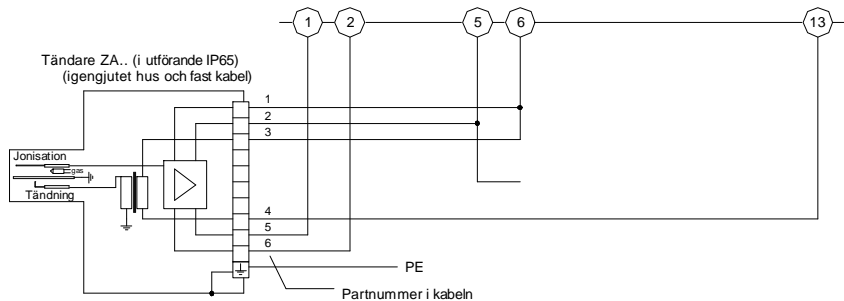 1 2 5 6 13
Tändare ZA.. (i utförande IP65)
(igengjutet hus och fast kabel)
1
2
3
Jonisation
gas
Tändning
4
5
6
PE
Partnummer i kabeln